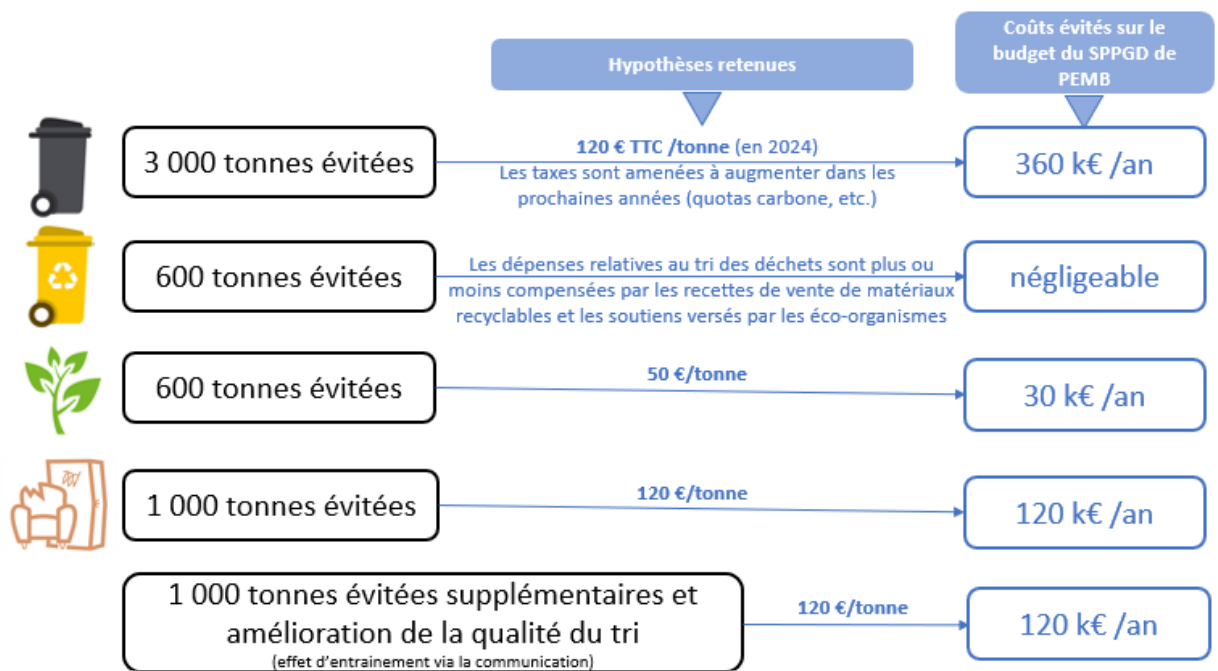 Hypothèses retenues
Coûts évités sur le
budget du SPPGD de
PEMB
3 000 tonnes évitées
120 € TTC /tonne (en 2024)
Les taxes sont amenées à augmenter dans les
prochaines années (quotas carbone, etc.)
360 k€ /an
600 tonnes évitées
Les dépenses relatives au tri des déchets sont plus ou
moins compensées par les recettes de vente de matériaux
recyclables et les soutiens versés par les éco-organismes
négligeable
600 tonnes évitées
50 €/tonne
30 k€ /an
1 000 tonnes évitées
120 €/tonne
120 k€ /an
1 000 tonnes évitées supplémentaires et
amélioration de la qualité du tri
(effet d'entrainement via la communication)
120 €/tonne
120 k€ /an